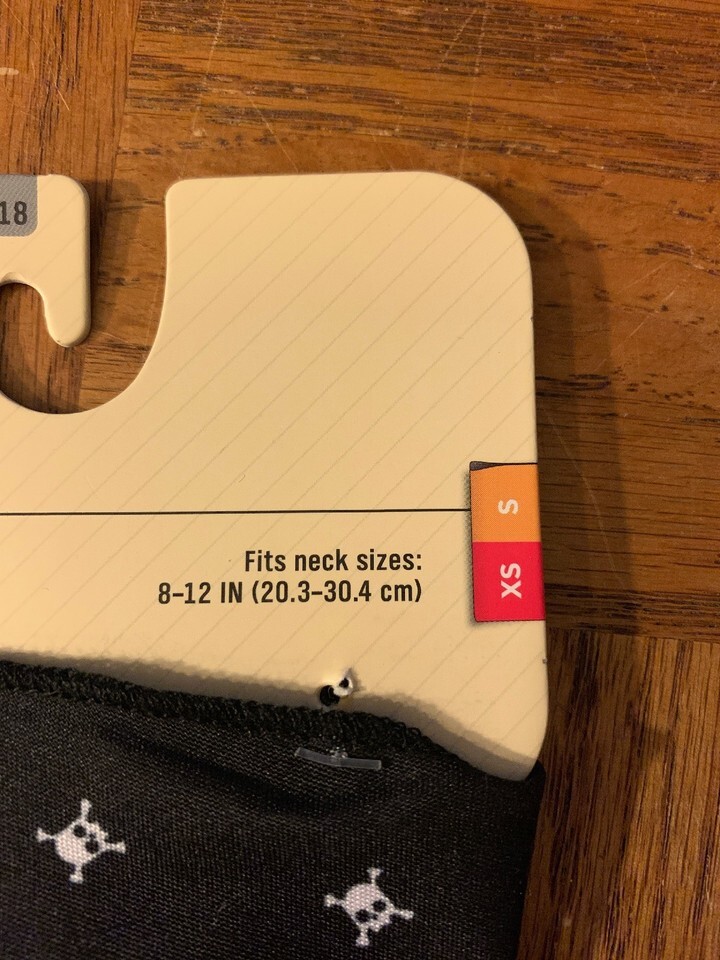 18
S
XS
Fits neck sizes:
8–12 IN (20.3–30.4 cm)